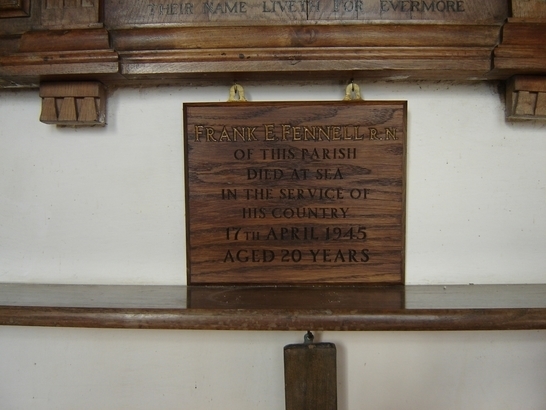 THEIR NAME LIVETH FOR EVERMORE
FRANK E. FENNELL. R.N.
OF THIS PARISH
DIED AT SEA
IN THE SERVICE OF
HIS COUNTRY
17TH APRIL 1945
AGED 20 YEARS